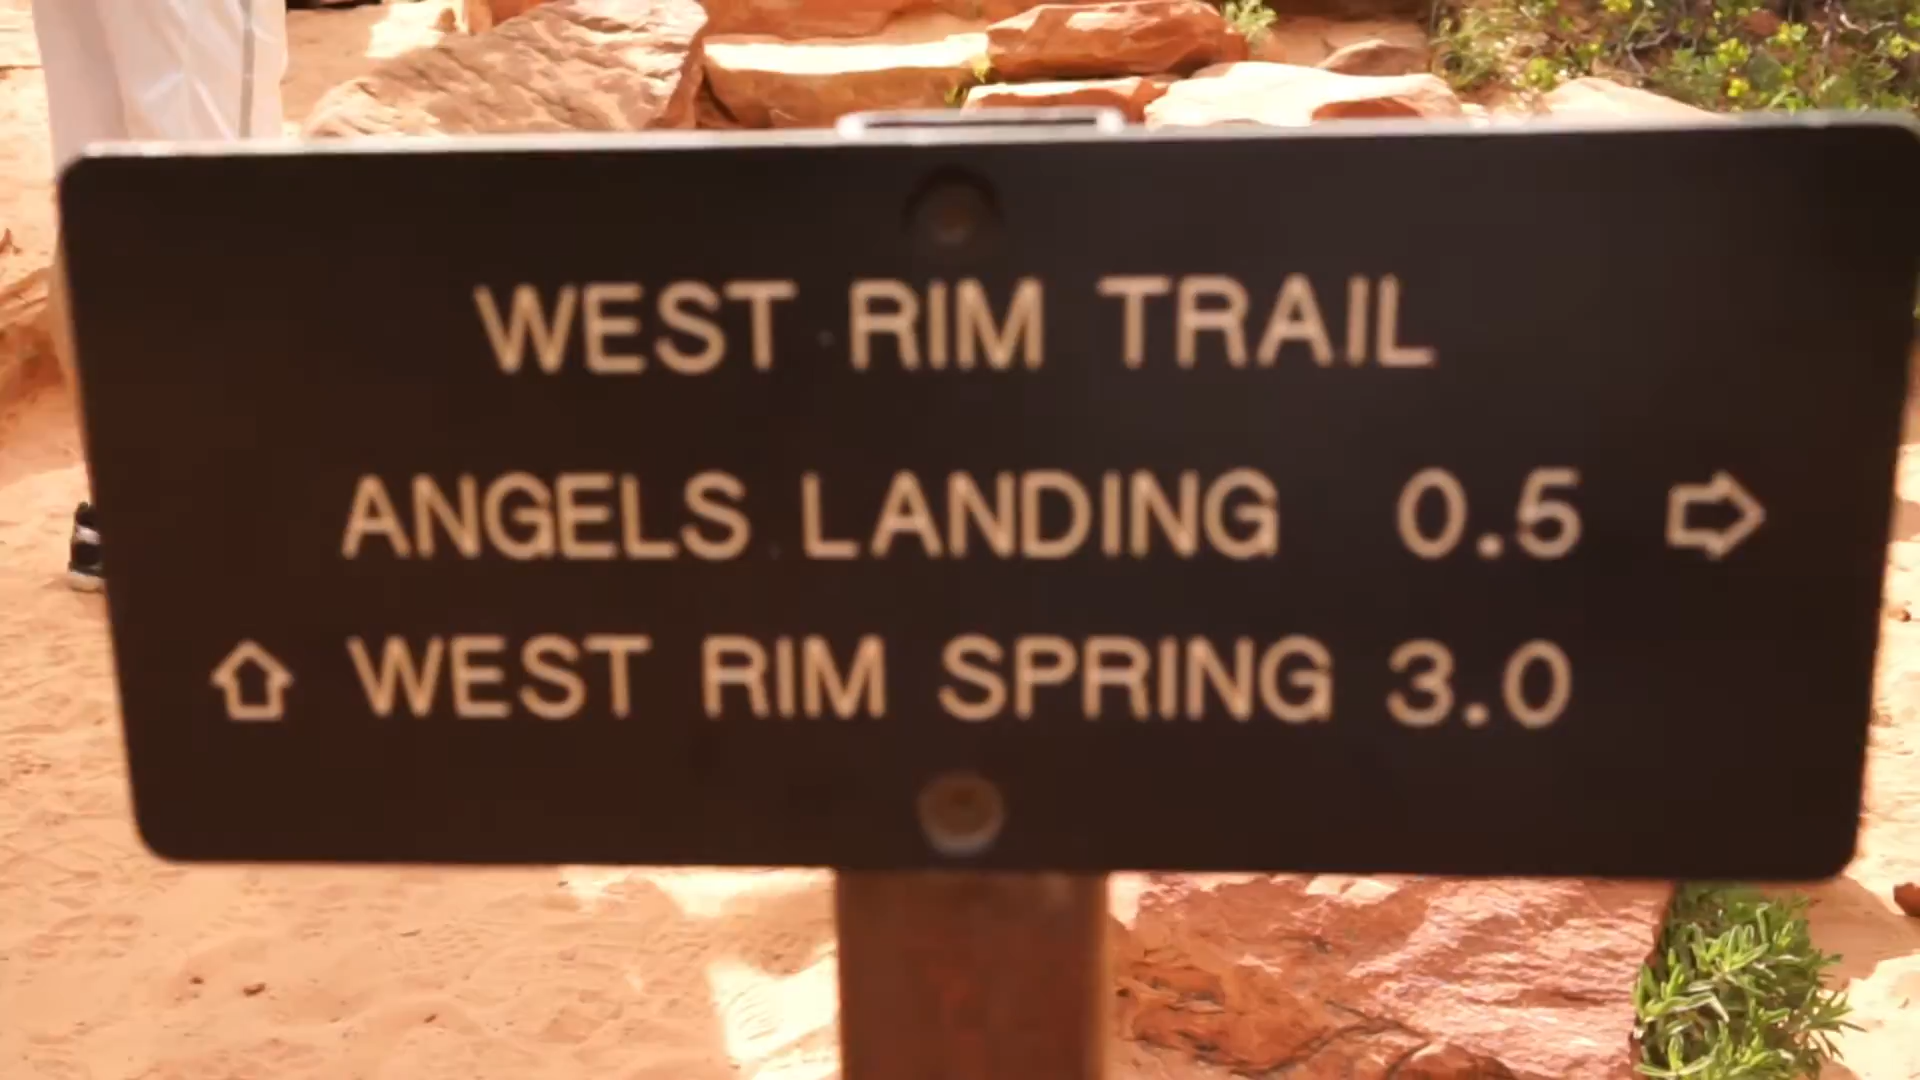 WEST RIM TRAIL
ANGELS LANDING 0.5 ⇨
⇧ WEST RIM SPRING 3.0